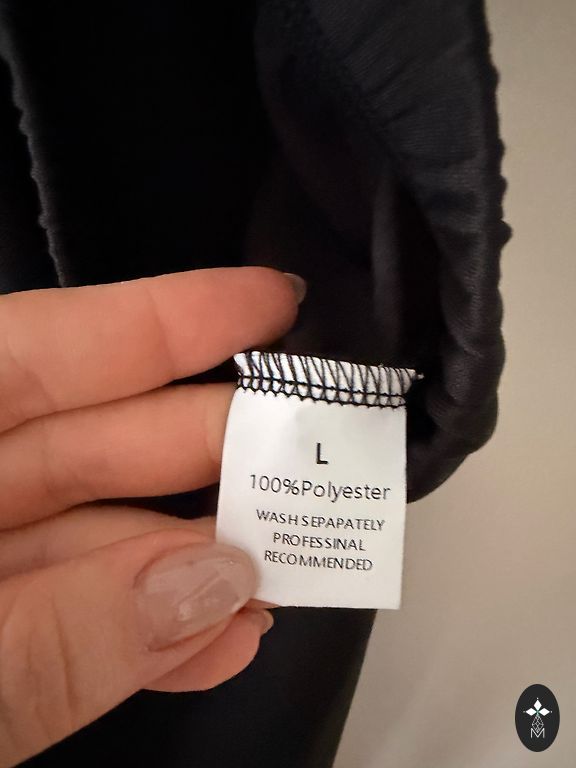 L
100%Polyester
WASH SEPAPATELY
PROFESSINAL
RECOMMENDED
M